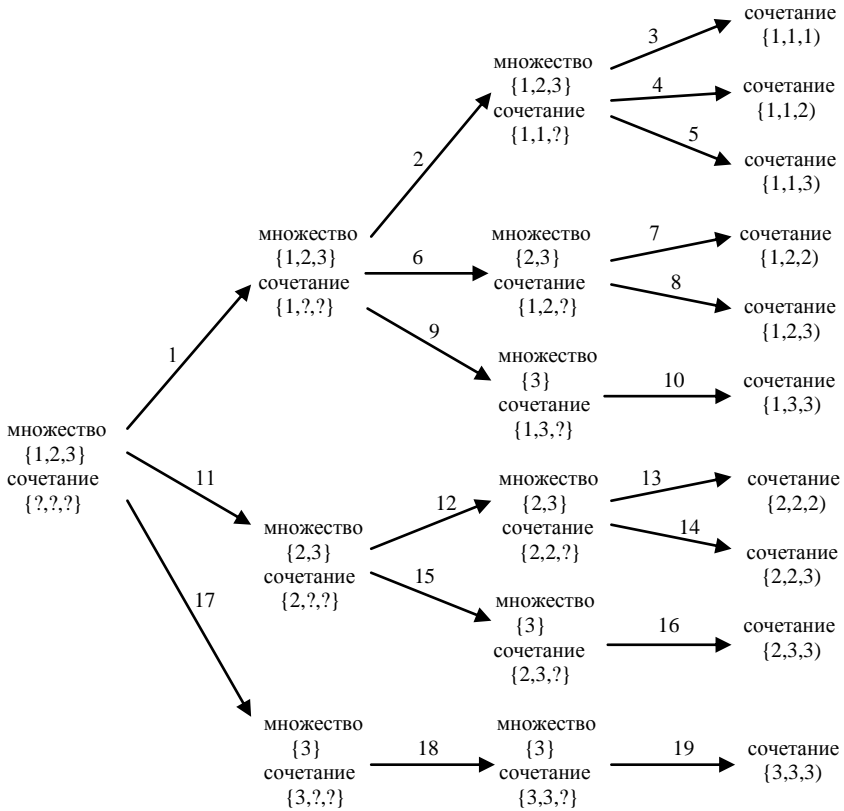 сочетание
{1,1,1)
3
множество
{1,2,3}
сочетание
{1,1,?}
4
сочетание
{1,1,2)
5
сочетание
{1,1,3)
2
множество
{1,2,3}
сочетание
{1,?,?}
6
множество
{2,3}
сочетание
{1,2,?}
7
сочетание
{1,2,2)
8
сочетание
{1,2,3)
1
9
множество
{3}
сочетание
{1,3,?}
10
сочетание
{1,3,3)
множество
{1,2,3}
сочетание
{?,?,?}
11
множество
{2,3}
сочетание
{2,?,?}
12
множество
{2,3}
сочетание
{2,2,?}
13
сочетание
{2,2,2)
14
сочетание
{2,2,3)
15
множество
{3}
сочетание
{2,3,?}
16
сочетание
{2,3,3)
17
множество
{3}
сочетание
{3,?,?}
18
множество
{3}
сочетание
{3,3,?}
19
сочетание
{3,3,3)